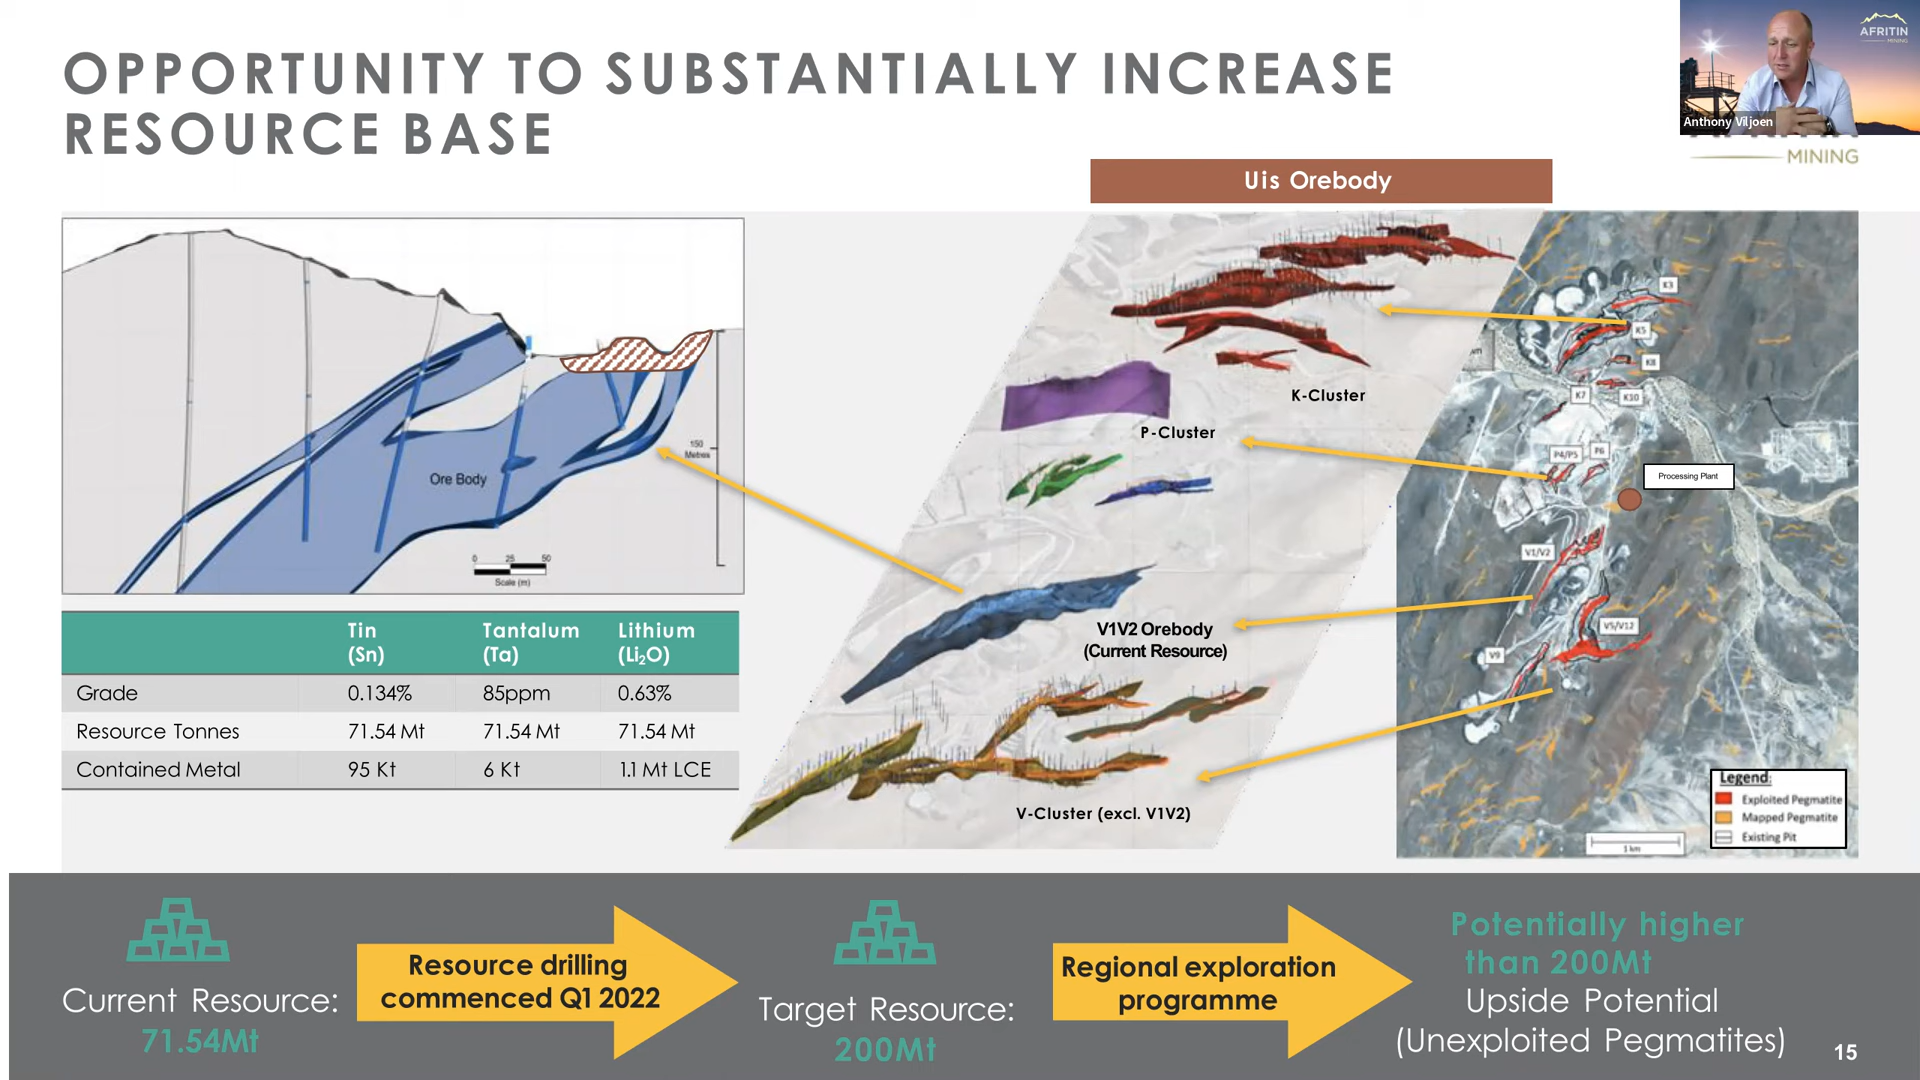 OPPORTUNITY TO SUBSTANTIALLY INCREASE
RESOURCE BASE
AFRITIN
MINING
Anthony Viljoen
MINING
Uis Orebody
150
Metres
Ore Body
0 25 50
Scale (m)
Tin (Sn) Tantalum (Ta) Lithium (Li₂O)
Grade 0.134% 85ppm 0.63%
Resource Tonnes 71.54 Mt 71.54 Mt 71.54 Mt
Contained Metal 95 Kt 6 Kt 1.1 Mt LCE
K-Cluster
P-Cluster
V1V2 Orebody
(Current Resource)
V-Cluster (excl. V1V2)
K3
K5
K8
K7
K10
P4/P5
P6
Processing Plant
V1/V2
V5/V12
V9
Legend:
Exploited Pegmatite
Mapped Pegmatite
Existing Pit
1 km
Current Resource:
71.54Mt
Resource drilling
commenced Q1 2022
Target Resource:
200Mt
Regional exploration
programme
Potentially higher
than 200Mt
Upside Potential
(Unexploited Pegmatites)
15